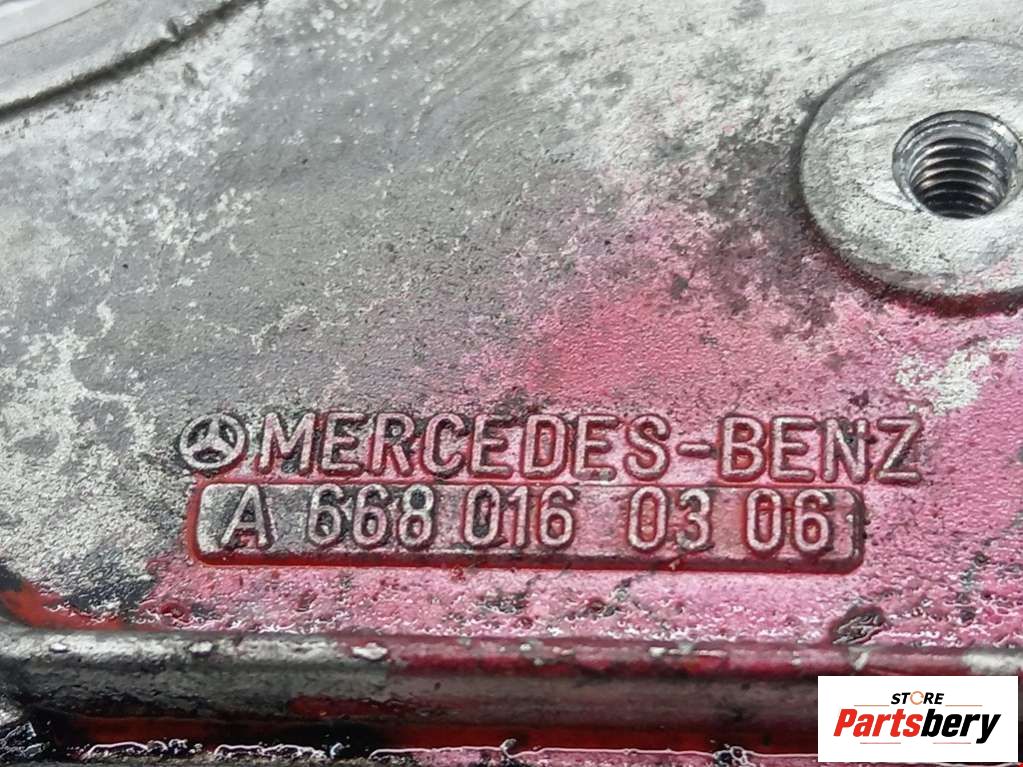 MERCEDES-BENZ
A 668 016 03 06
STORE
Partsbery